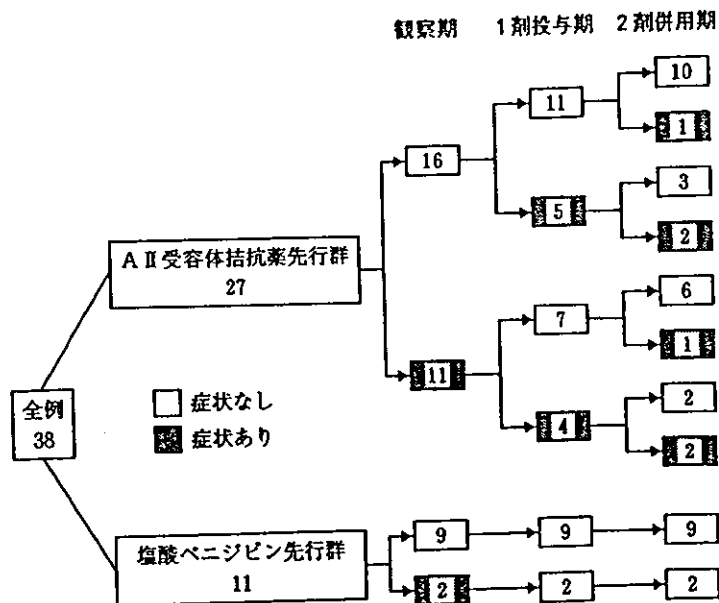 観察期 1剤投与期 2剤併用期
10
11
1
16
3
5
2
AⅡ受容体拮抗薬先行群
27
6
7
1
11
2
4
2
全例
38
症状なし
症状あり
塩酸ベニジピン先行群
11
9 9 9
2 2 2